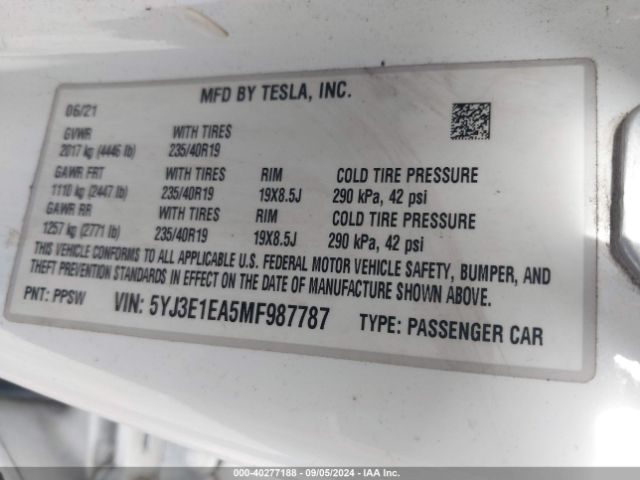 MFD BY TESLA, INC.
06/21
GVWR WITH TIRES
2017 kg (4446 lb) 235/40R19
GAWR FRT WITH TIRES RIM COLD TIRE PRESSURE
1110 kg (2447 lb) 235/40R19 19X8.5J 290 kPa, 42 psi
GAWR RR WITH TIRES RIM COLD TIRE PRESSURE
1257 kg (2771 lb) 235/40R19 19X8.5J 290 kPa, 42 psi
THIS VEHICLE CONFORMS TO ALL APPLICABLE U.S. FEDERAL MOTOR VEHICLE SAFETY, BUMPER, AND
THEFT PREVENTION STANDARDS IN EFFECT ON THE DATE OF MANUFACTURE SHOWN ABOVE.
PNT: PPSW VIN: 5YJ3E1EA5MF987787 TYPE: PASSENGER CAR
000-40277188 - 09/05/2024 - IAA Inc.